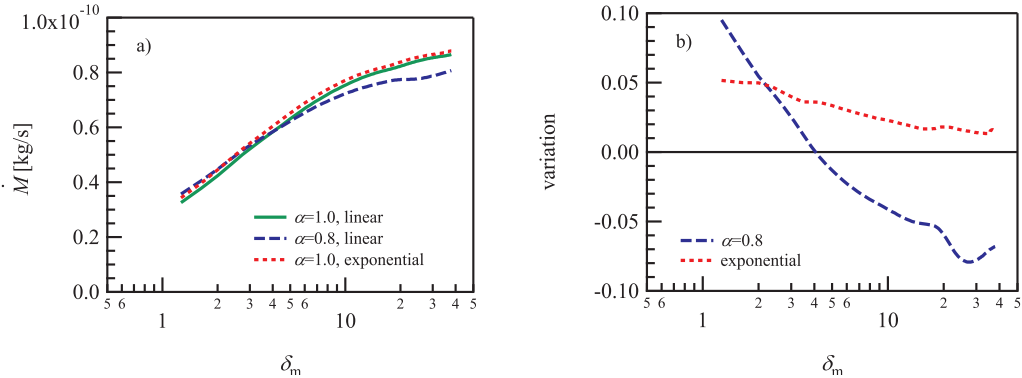 1.0x10-10
0.8
0.6
0.4
0.2
0.0
Ṁ [kg/s]
a)
α=1.0, linear
α=0.8, linear
α=1.0, exponential
5 6 2 3 4 5 6 2 3 4 5
1 10
δm
0.10
0.05
0.00
-0.05
-0.10
variation
b)
α=0.8
exponential
5 6 2 3 4 5 6 2 3 4 5
1 10
δm